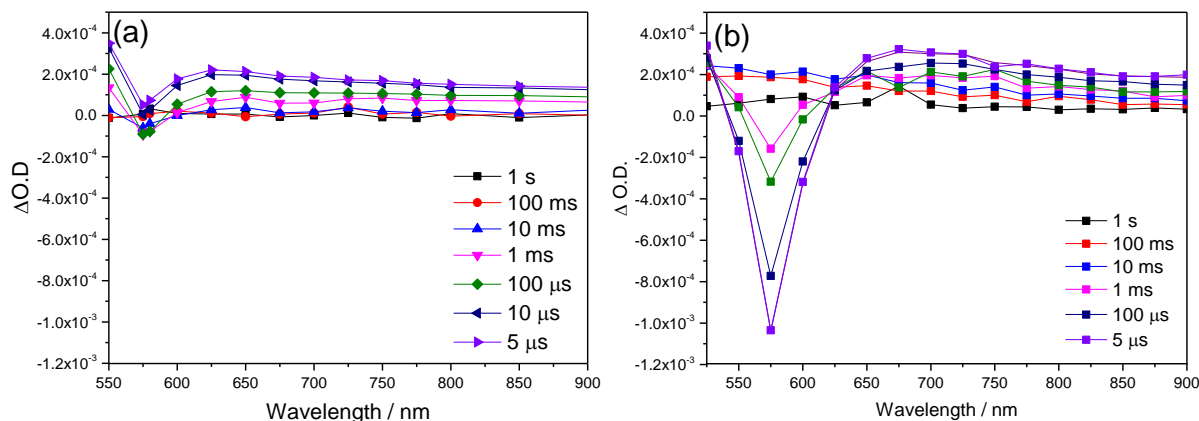 (a)
4.0x10⁻⁴
2.0x10⁻⁴
0.0
-2.0x10⁻⁴
-4.0x10⁻⁴
-6.0x10⁻⁴
-8.0x10⁻⁴
-1.0x10⁻³
-1.2x10⁻³
ΔO.D
1 s
100 ms
10 ms
1 ms
100 μs
10 μs
5 μs
550 600 650 700 750 800 850 900
Wavelength / nm
(b)
4.0x10⁻⁴
2.0x10⁻⁴
0.0
-2.0x10⁻⁴
-4.0x10⁻⁴
-6.0x10⁻⁴
-8.0x10⁻⁴
-1.0x10⁻³
-1.2x10⁻³
Δ O.D.
1 s
100 ms
10 ms
1 ms
100 μs
5 μs
550 600 650 700 750 800 850 900
Wavelength / nm